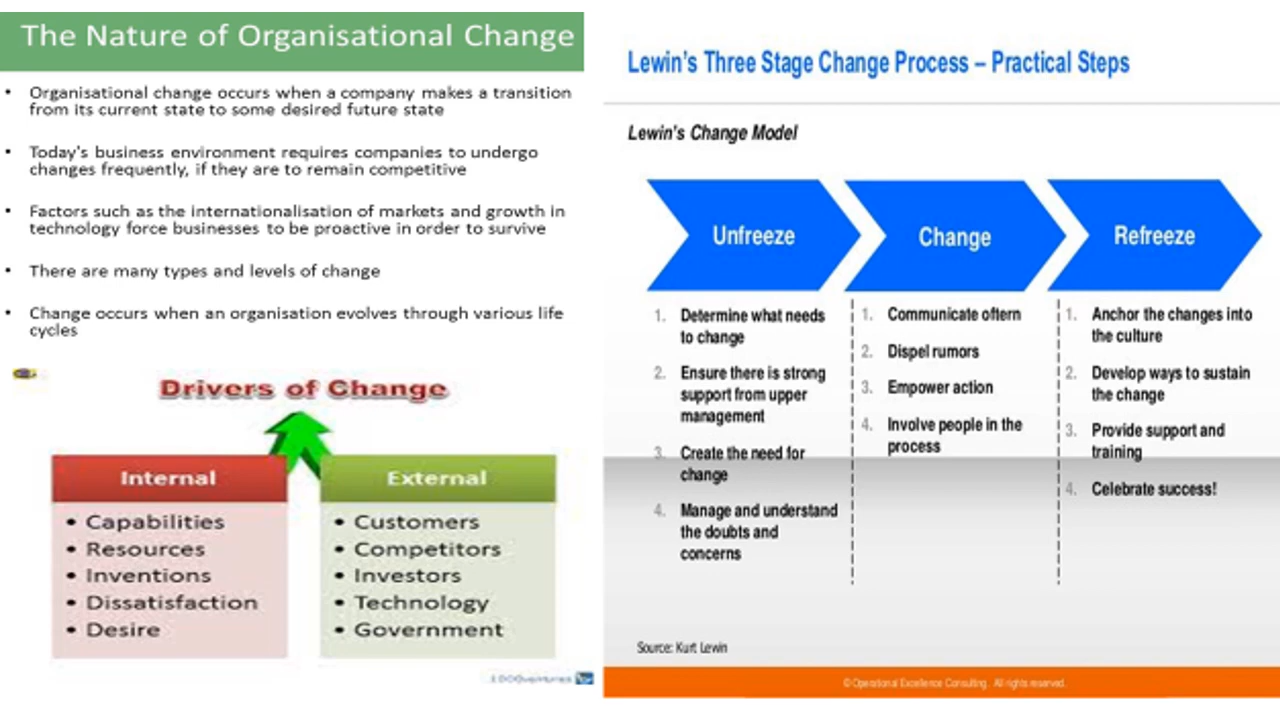 The Nature of Organisational Change
• Organisational change occurs when a company makes a transition
from its current state to some desired future state
• Today's business environment requires companies to undergo
changes frequently, if they are to remain competitive
• Factors such as the internationalisation of markets and growth in
technology force businesses to be proactive in order to survive
• There are many types and levels of change
• Change occurs when an organisation evolves through various life
cycles
Drivers of Change
Internal
• Capabilities
• Resources
• Inventions
• Dissatisfaction
• Desire
External
• Customers
• Competitors
• Investors
• Technology
• Government
Lewin's Three Stage Change Process – Practical Steps
Lewin's Change Model
Unfreeze
1. Determine what needs
to change
2. Ensure there is strong
support from upper
management
3. Create the need for
change
4. Manage and understand
the doubts and
concerns
Change
1. Communicate oftern
2. Dispel rumors
3. Empower action
4. Involve people in the
process
Refreeze
1. Anchor the changes into
the culture
2. Develop ways to sustain
the change
3. Provide support and
training
4. Celebrate success!
Source: Kurt Lewin
© Operational Excellence Consulting. All rights reserved.